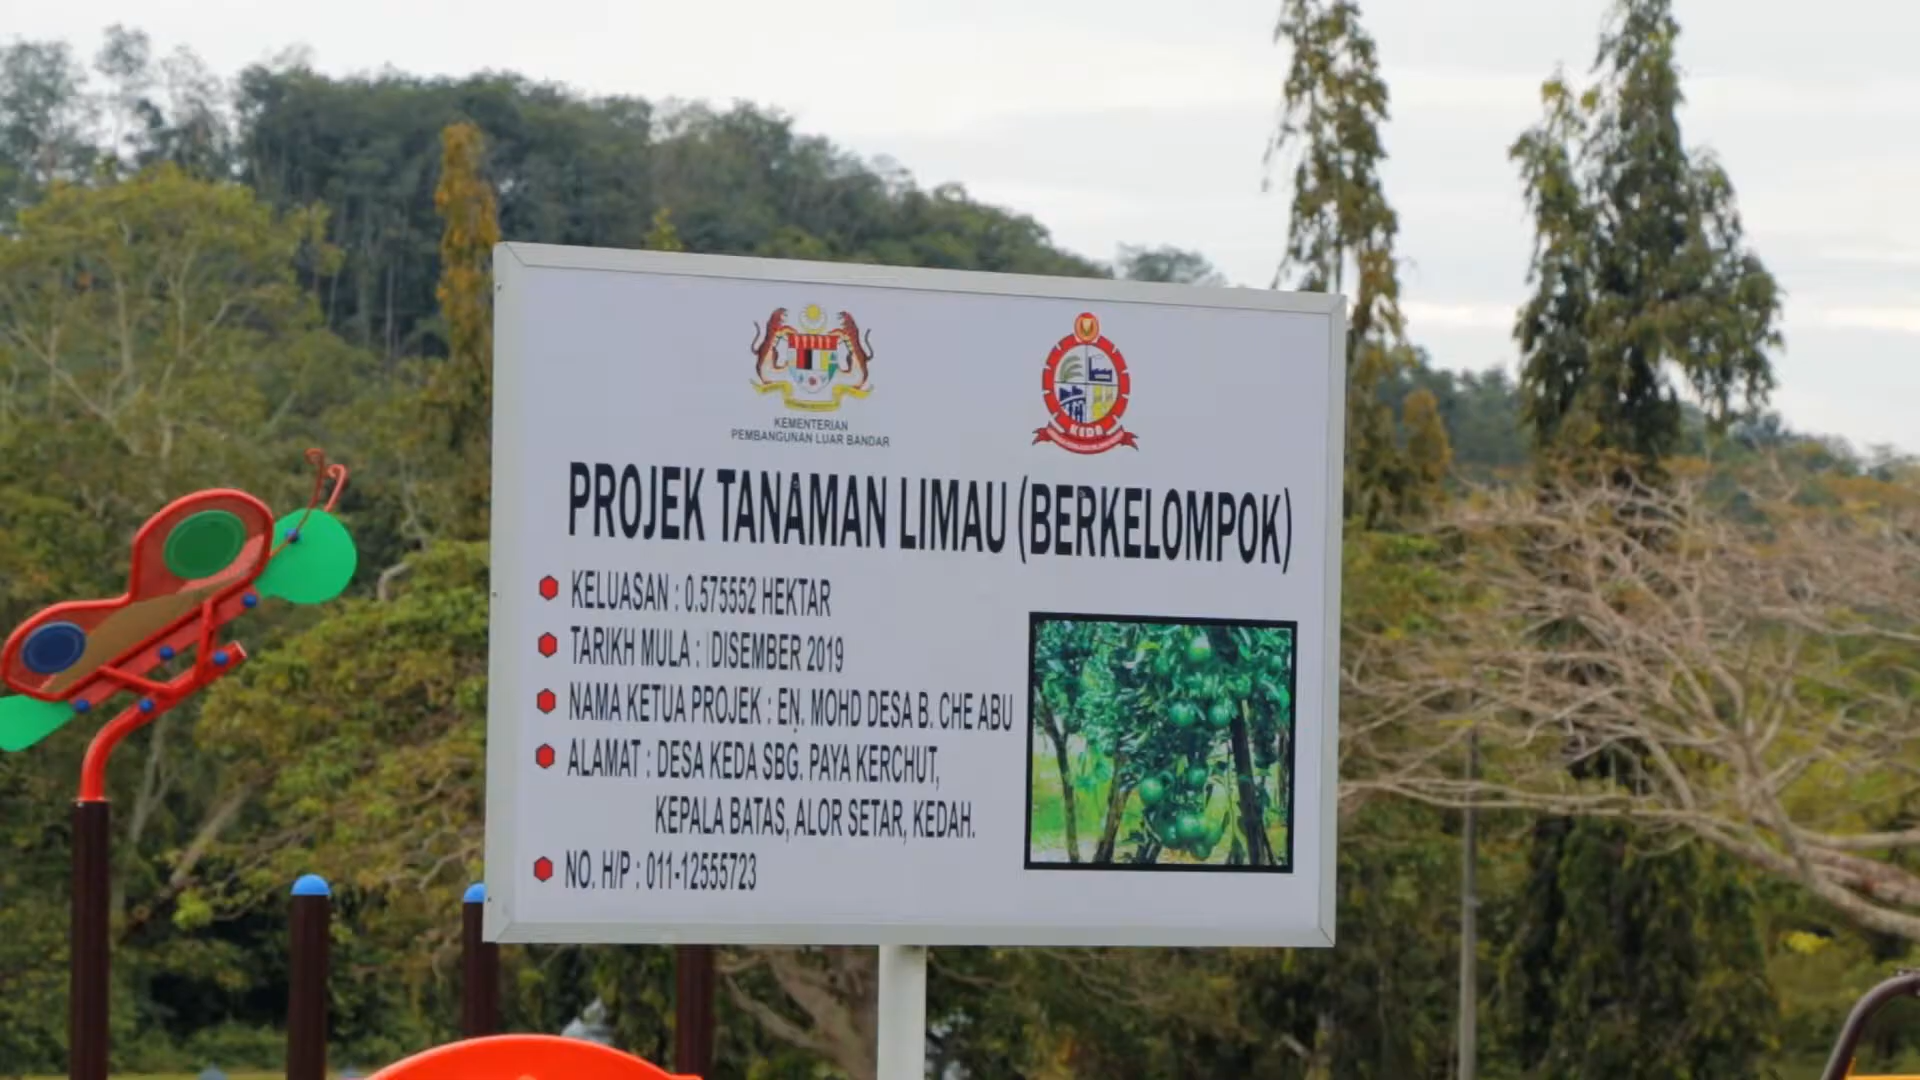 KEMENTERIAN
PEMBANGUNAN LUAR BANDAR
KEDA
PROJEK TANAMAN LIMAU (BERKELOMPOK)
KELUASAN : 0.575552 HEKTAR
TARIKH MULA : DISEMBER 2019
NAMA KETUA PROJEK : EN. MOHD DESA B. CHE ABU
ALAMAT : DESA KEDA SBG. PAYA KERCHUT,
KEPALA BATAS, ALOR SETAR, KEDAH.
NO. H/P : 011-12555723